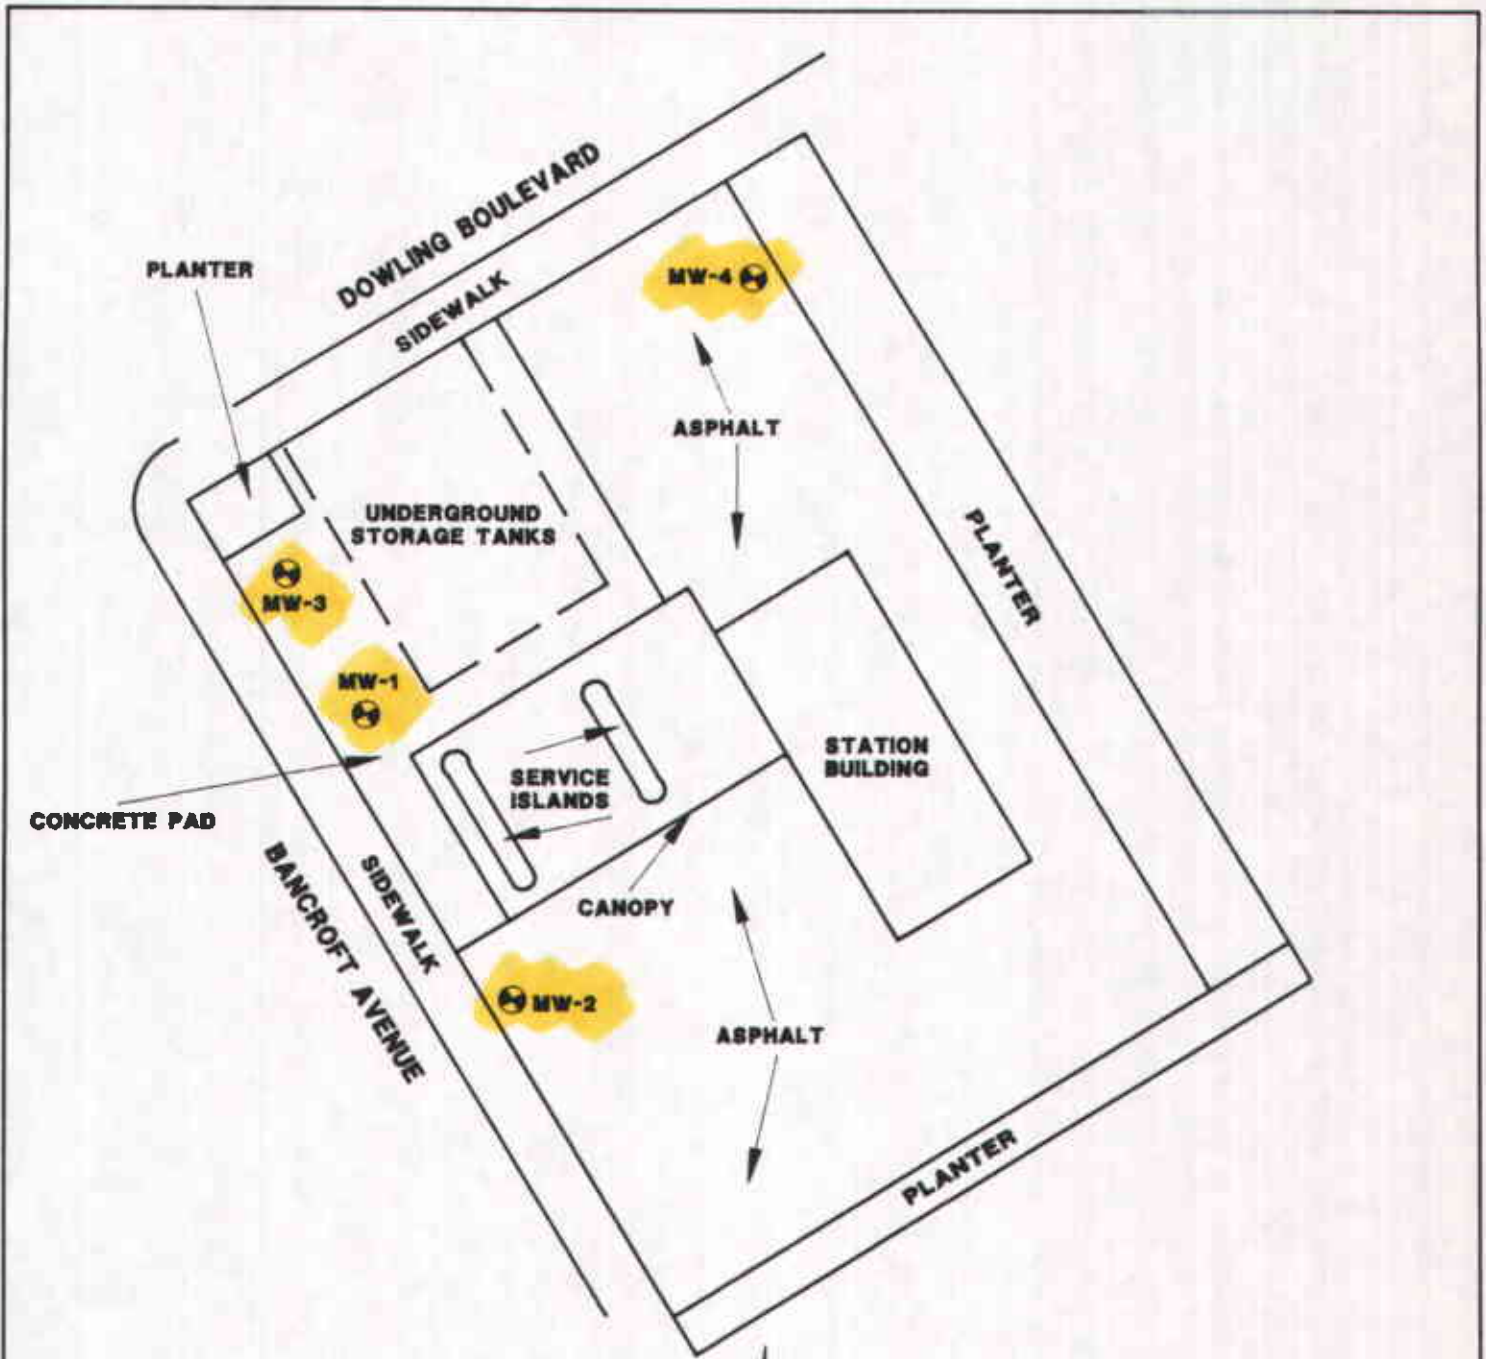 DOWLING BOULEVARD
PLANTER
SIDEWALK
MW-4
ASPHALT
UNDERGROUND
STORAGE TANKS
PLANTER
MW-3
MW-1
STATION
BUILDING
SERVICE
ISLANDS
CONCRETE PAD
BANCROFT AVENUE
SIDEWALK
CANOPY
MW-2
ASPHALT
PLANTER